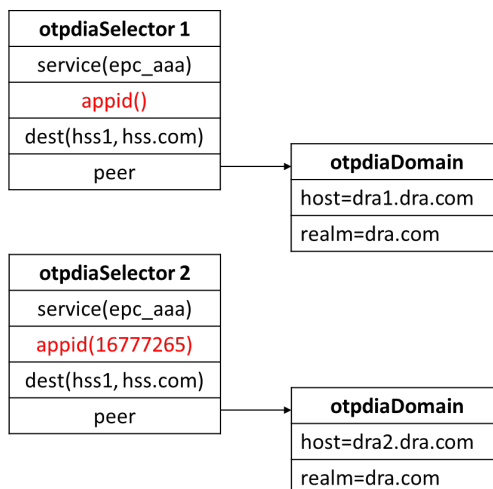 otpdiaSelector 1
service(epc_aaa)
appid()
dest(hss1, hss.com)
peer
otpdiaDomain
host=dra1.dra.com
realm=dra.com
otpdiaSelector 2
service(epc_aaa)
appid(16777265)
dest(hss1, hss.com)
peer
otpdiaDomain
host=dra2.dra.com
realm=dra.com